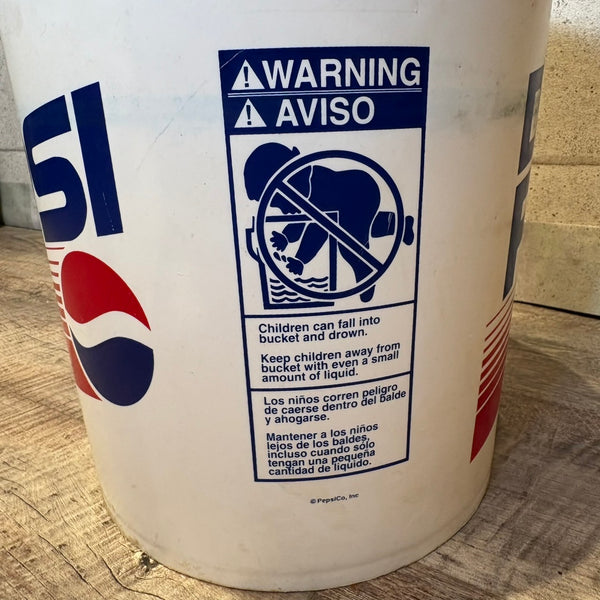 SI
WARNING
AVISO
Children can fall into
bucket and drown.
Keep children away from
bucket with even a small
amount of liquid.
Los niños corren peligro
de caerse dentro del balde
y ahogarse.
Mantener a los niños
lejos de los baldes,
incluso cuando sólo
tengan una pequeña
cantidad de liquido.
© PepsiCo, Inc